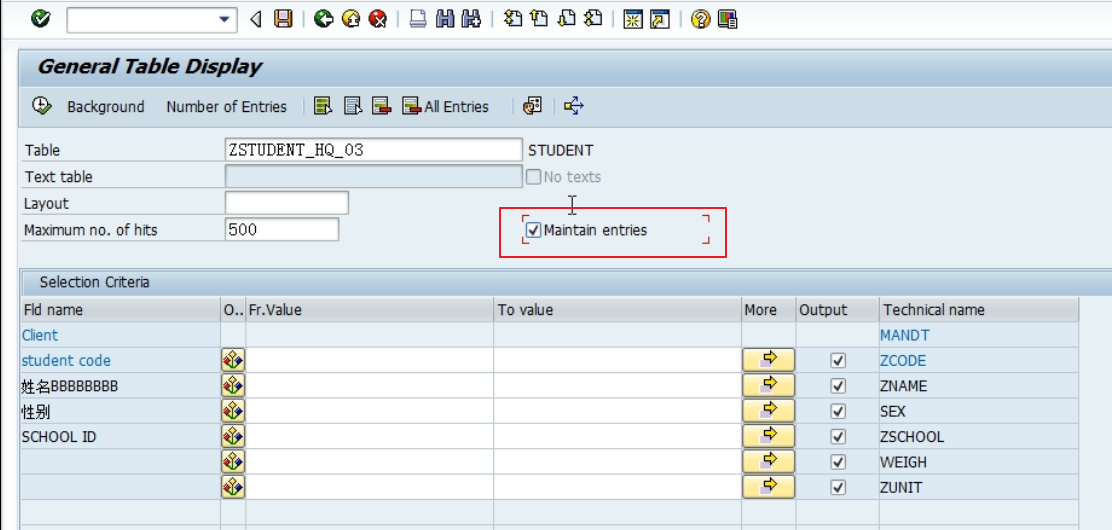 General Table Display
Background Number of Entries All Entries
Table ZSTUDENT_HQ_03 STUDENT
Text table No texts
Layout
Maximum no. of hits 500 Maintain entries
Selection Criteria
Fld name O.. Fr.Value To value More Output Technical name
Client MANDT
student code ZCODE
姓名BBBBBBBB ZNAME
性别 SEX
SCHOOL ID ZSCHOOL
WEIGH
ZUNIT